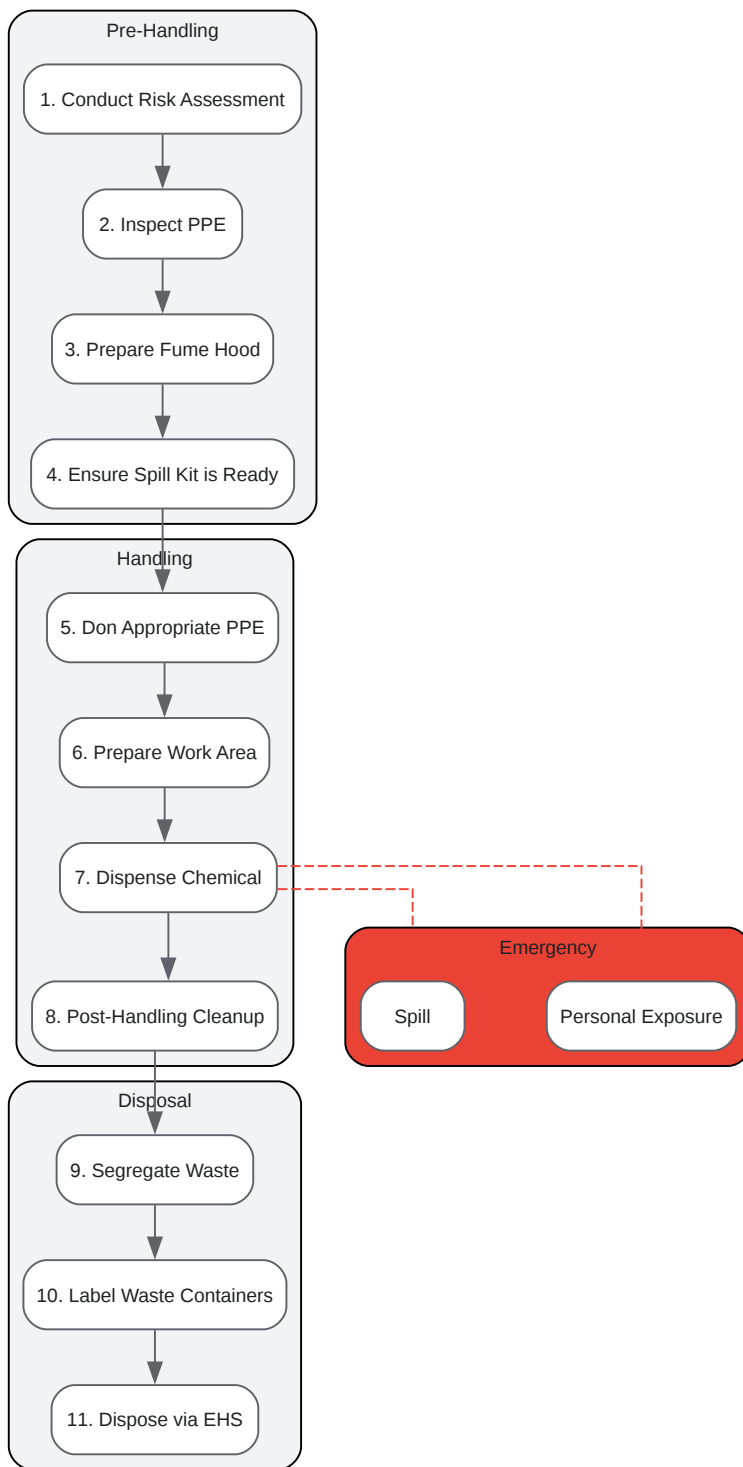 Pre-Handling
1. Conduct Risk Assessment
2. Inspect PPE
3. Prepare Fume Hood
4. Ensure Spill Kit is Ready
Handling
5. Don Appropriate PPE
6. Prepare Work Area
7. Dispense Chemical
Emergency
Spill
Personal Exposure
8. Post-Handling Cleanup
Disposal
9. Segregate Waste
10. Label Waste Containers
11. Dispose via EHS